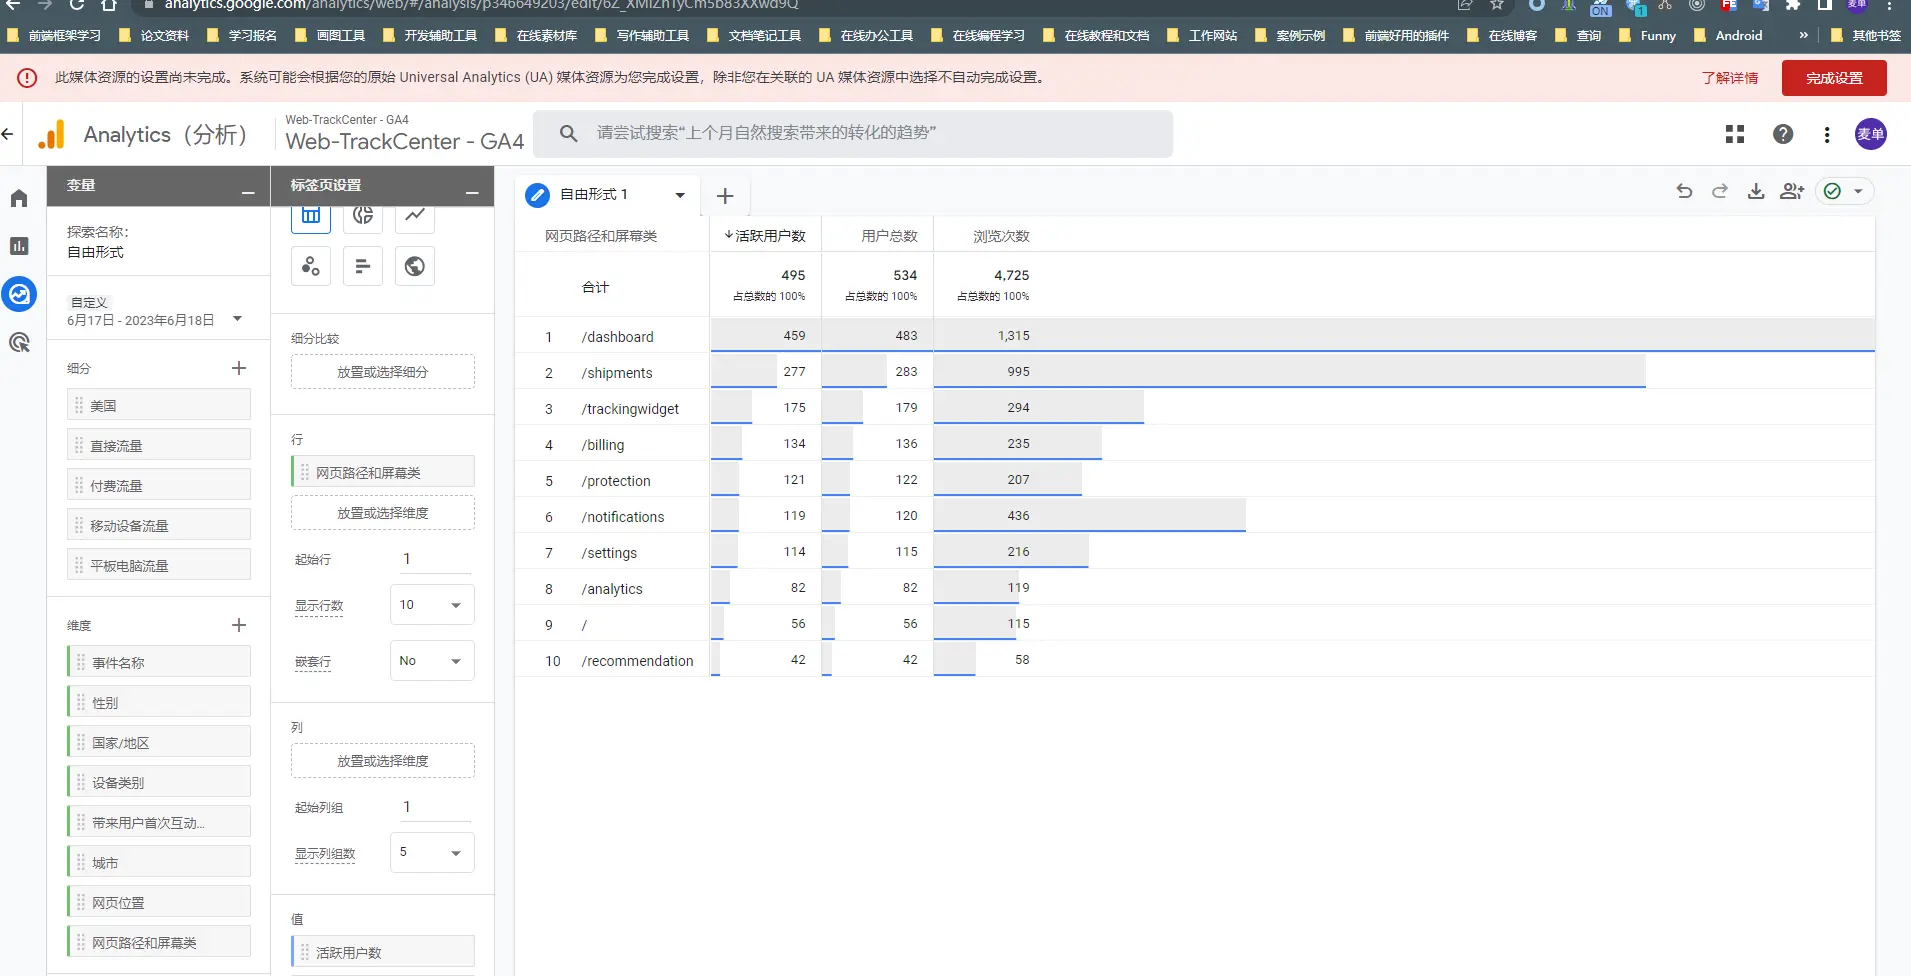 analytics.google.com/analytics/web/#/analysis/p346649203/edit/6Z_XMIZhTyCm5b83XXwd9Q
ON
1
FE
麦单
前端框架学习 论文资料 学习报名 画图工具 开发辅助工具 在线素材库 写作辅助工具 文档笔记工具 在线办公工具 在线编程学习 在线教程和文档 工作网站 案例示例 前端好用的插件 在线博客 查询 Funny Android » 其他书签
此媒体资源的设置尚未完成。系统可能会根据您的原始 Universal Analytics (UA) 媒体资源为您完成设置，除非您在关联的 UA 媒体资源中选择不自动完成设置。
了解详情
完成设置
Analytics（分析）
Web-TrackCenter - GA4
Web-TrackCenter - GA4
请尝试搜索“上个月自然搜索带来的转化的趋势”
麦单
变量
探索名称:
自由形式
自定义
6月17日 - 2023年6月18日
细分
美国
直接流量
付费流量
移动设备流量
平板电脑流量
维度
事件名称
性别
国家/地区
设备类别
带来用户首次互动...
城市
网页位置
网页路径和屏幕类
标签页设置
细分比较
放置或选择细分
行
网页路径和屏幕类
放置或选择维度
起始行 1
显示行数 10
嵌套行 No
列
放置或选择维度
起始列组 1
显示列组数 5
值
活跃用户数
自由形式 1
网页路径和屏幕类 ↓活跃用户数 用户总数 浏览次数
合计 495 534 4,725
占总数的 100% 占总数的 100% 占总数的 100%
1 /dashboard 459 483 1,315
2 /shipments 277 283 995
3 /trackingwidget 175 179 294
4 /billing 134 136 235
5 /protection 121 122 207
6 /notifications 119 120 436
7 /settings 114 115 216
8 /analytics 82 82 119
9 / 56 56 115
10 /recommendation 42 42 58